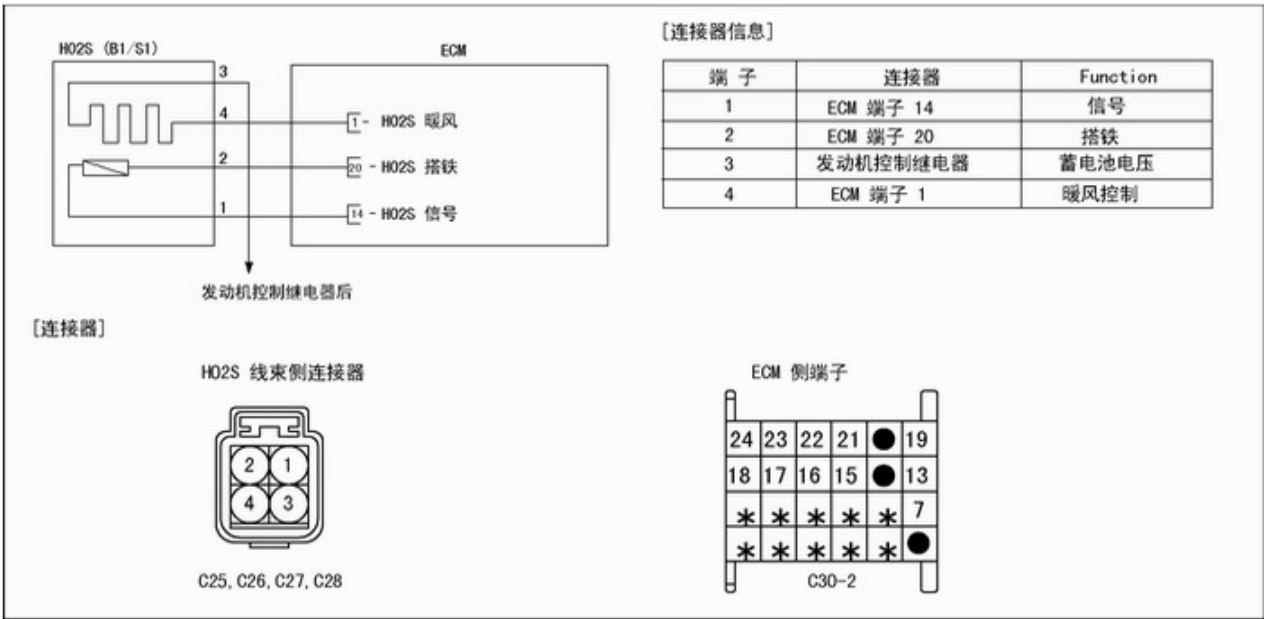 HO2S (B1/S1)
ECM
3
4
1 - HO2S 暖风
2
20 - HO2S 搭铁
1
14 - HO2S 信号
发动机控制继电器后
[连接器信息]
端 子 连接器 Function
1 ECM 端子 14 信号
2 ECM 端子 20 搭铁
3 发动机控制继电器 蓄电池电压
4 ECM 端子 1 暖风控制
[连接器]
HO2S 线束侧连接器
2 1
4 3
C25, C26, C27, C28
ECM 侧端子
24 23 22 21 ● 19
18 17 16 15 ● 13
* * * * * 7
* * * * * ●
C30-2